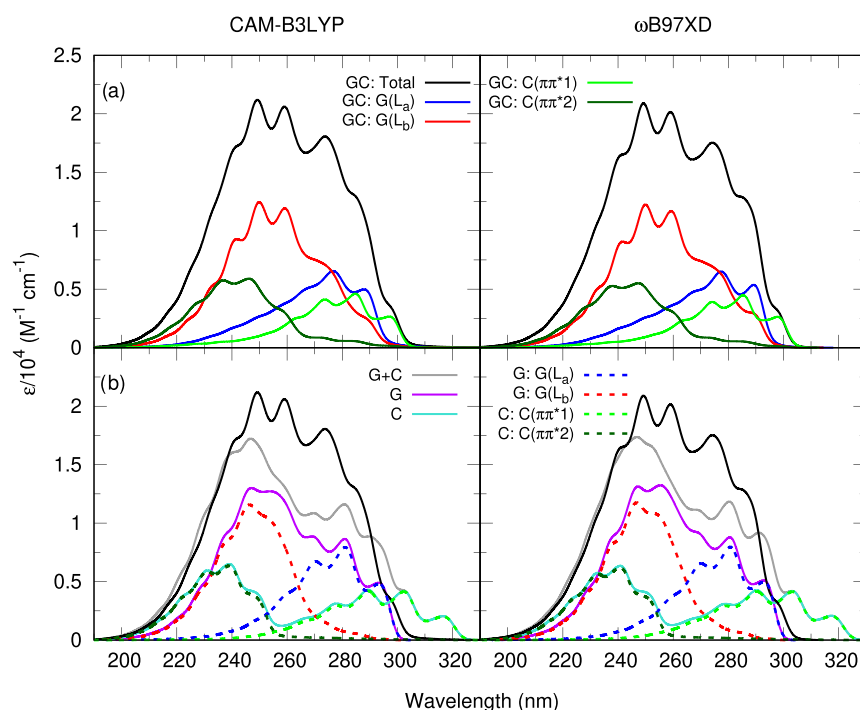 CAM-B3LYP
ωB97XD
ε/10⁴ (M⁻¹ cm⁻¹)
2.5
2
1.5
1
0.5
0
(a)
GC: Total
GC: G(Lₐ)
GC: G(L_b)
GC: C(ππ*1)
GC: C(ππ*2)
2
1.5
1
0.5
0
(b)
G+C
G
C
G: G(Lₐ)
G: G(L_b)
C: C(ππ*1)
C: C(ππ*2)
200 220 240 260 280 300 320
200 220 240 260 280 300 320
Wavelength (nm)